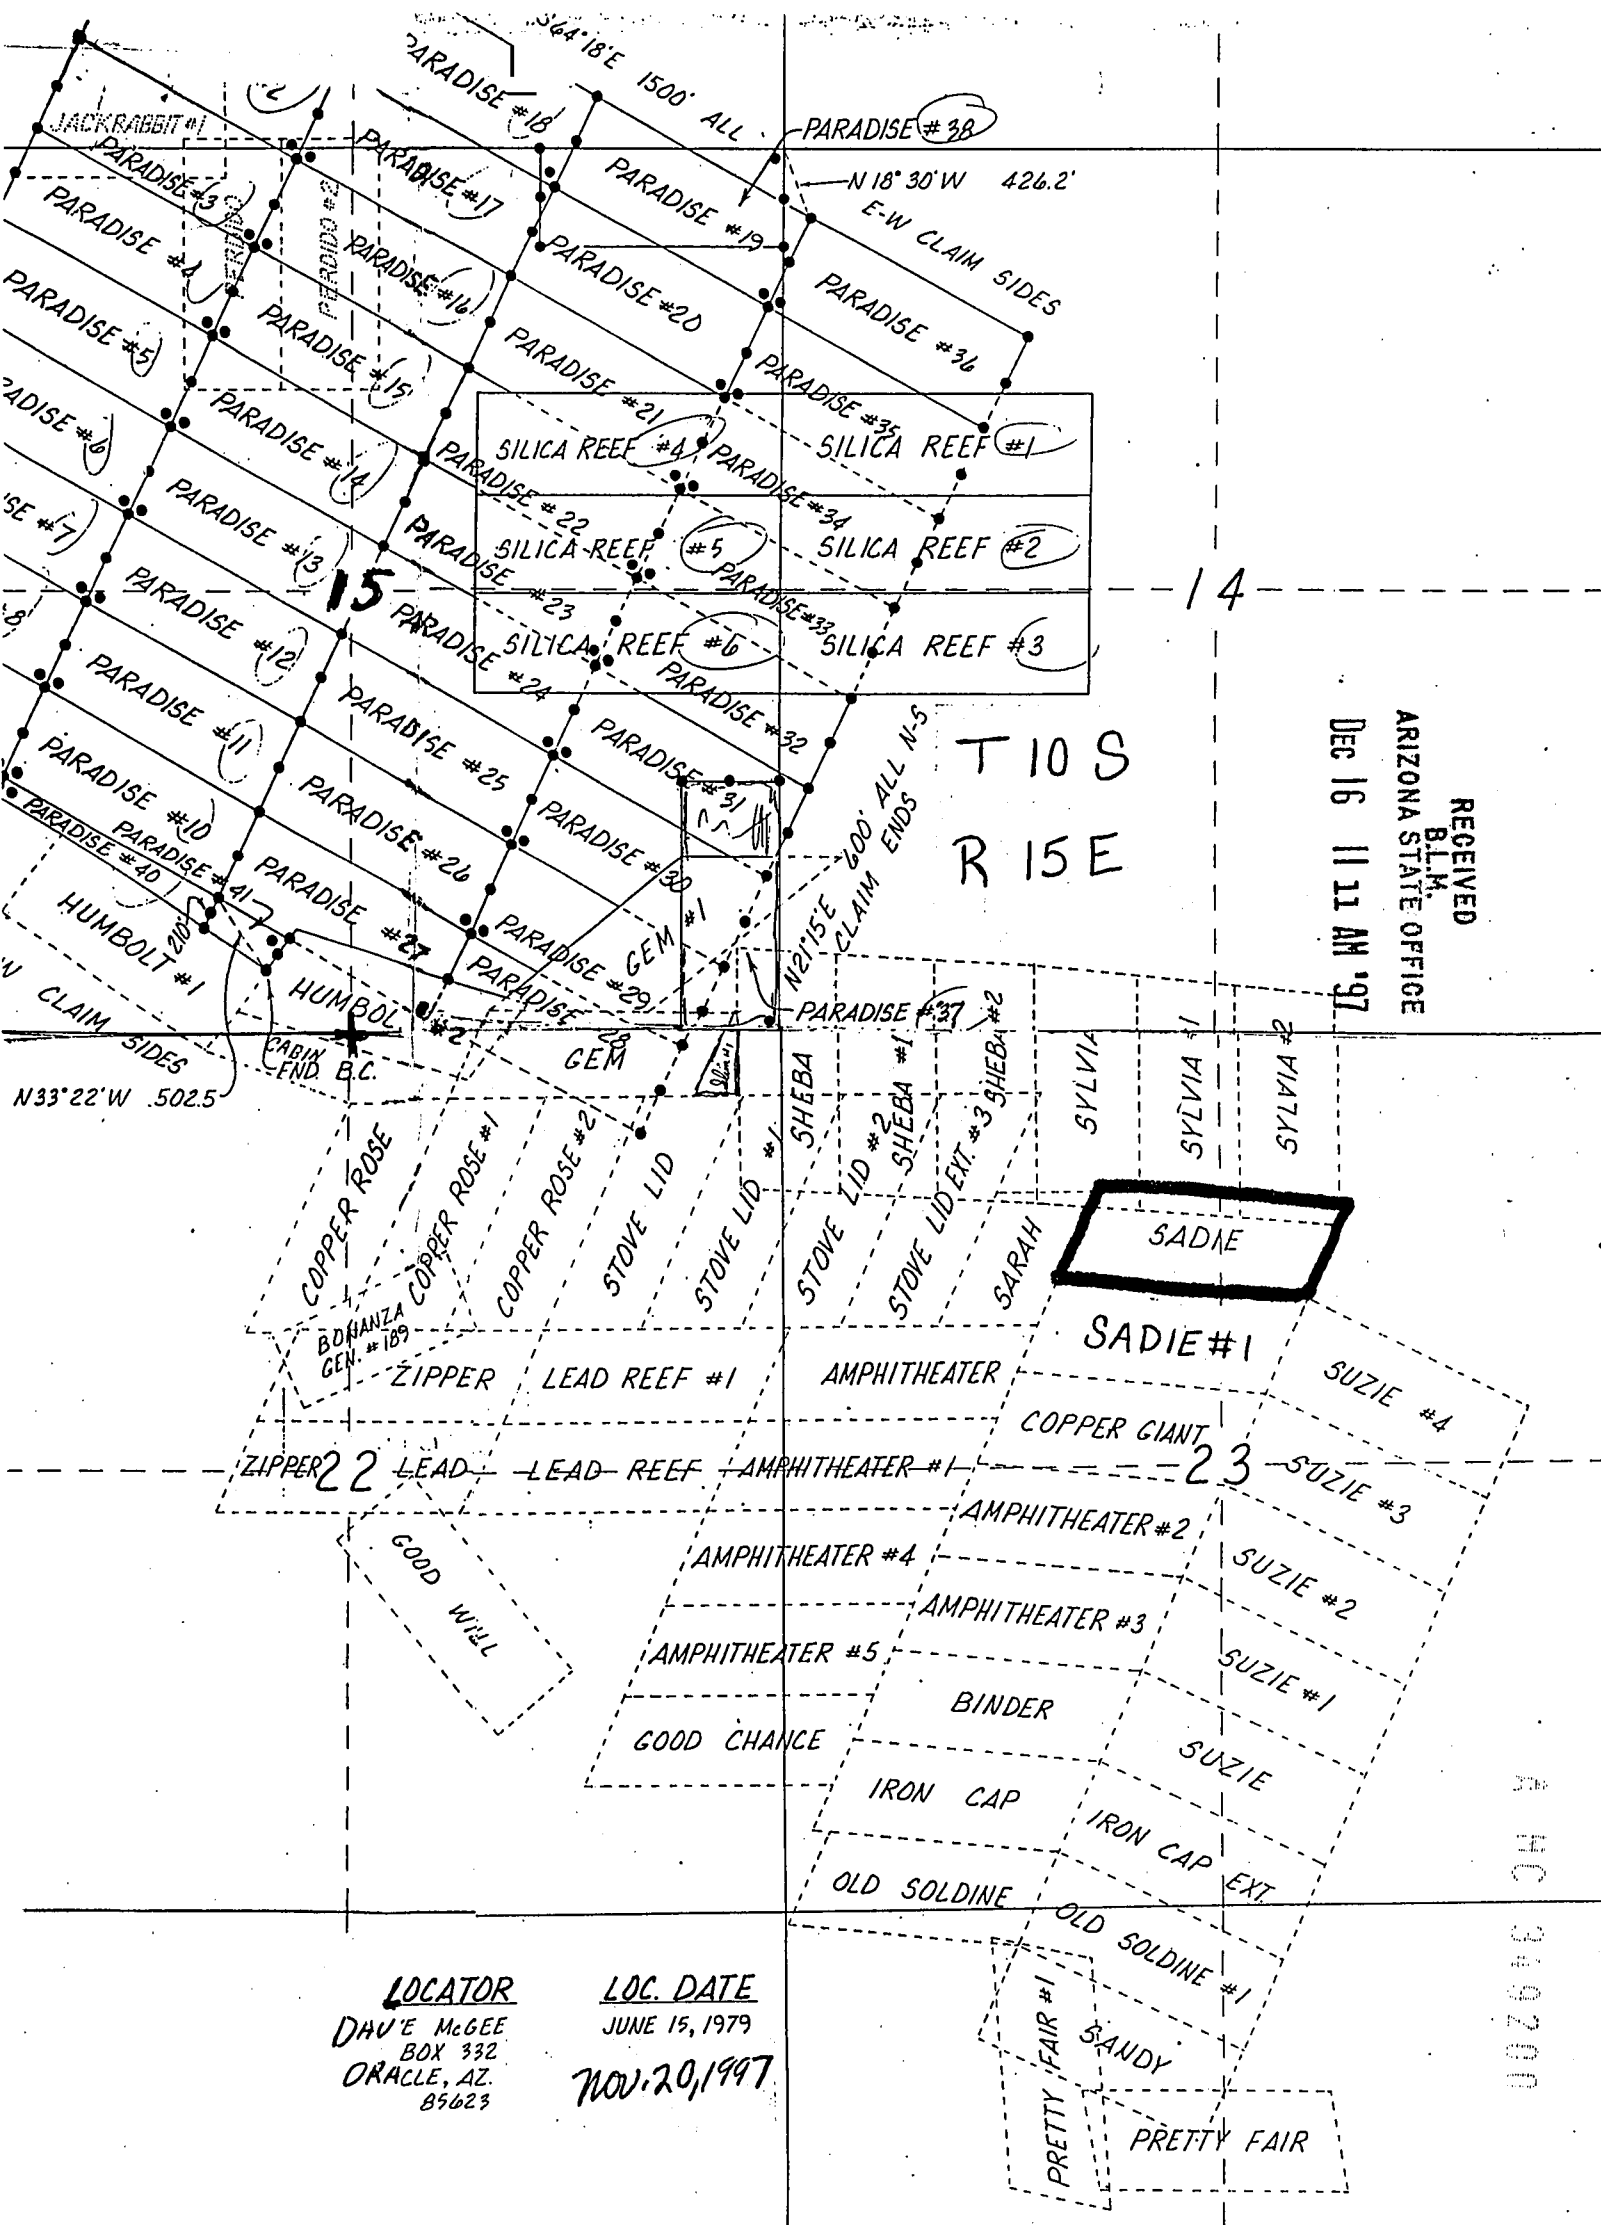 S64°18'E 1500' ALL
E-W CLAIM SIDES
PARADISE #38
N 18° 30' W 426.2'
JACKRABBIT #1
PARADISE #18
PARADISE #17
PARADISE #19
PARADISE #3
PARADISE #4
PERDIDO #2
PARADISE #16
PARADISE #20
PARADISE #36
PARADISE #5
PARADISE #15
PARADISE #21
PARADISE #35
#6
PARADISE #14
SILICA REEF #4
SILICA REEF #1
#7
PARADISE #13
PARADISE #22
PARADISE #34
SILICA REEF #5
SILICA REEF #2
15
14
8
PARADISE #12
PARADISE #23
PARADISE #33
SILICA REEF #6
SILICA REEF #3
PARADISE #11
PARADISE #24
PARADISE #32
PARADISE #10
PARADISE #25
PARADISE #31
T 10 S
R 15 E
RECEIVED
B.L.M.
ARIZONA STATE OFFICE
DEC 16 11 11 AM '97
N21°15'E 600' ALL N-S
CLAIM ENDS
PARADISE #40
PARADISE #41
PARADISE #26
PARADISE #30
HUMBOLT #1
210'
PARADISE #27
PARADISE #29
GEM #1
CLAIM SIDES
HUMBOL #2
PARADISE 28
PARADISE #37
CABIN
END. B.C.
GEM
N33°22'W 502.5
SHEBA
SHEBA #1
SHEBA #2
SYLVIA
SYLVIA #1
SYLVIA #2
COPPER ROSE
COPPER ROSE #1
COPPER ROSE #2
STOVE LID
STOVE LID #1
STOVE LID #2
STOVE LID EXT. #3
SARAH
SADIE
BONANZA
GEN. #189
SADIE #1
ZIPPER
LEAD REEF #1
AMPHITHEATER
SUZIE #4
COPPER GIANT
ZIPPER LEAD
22
LEAD REEF
AMPHITHEATER #1
23
SUZIE #3
GOOD WILL
AMPHITHEATER #2
AMPHITHEATER #4
SUZIE #2
AMPHITHEATER #3
AMPHITHEATER #5
SUZIE #1
BINDER
GOOD CHANCE
SUZIE
IRON CAP
IRON CAP EXT.
OLD SOLDINE
OLD SOLDINE #1
LOCATOR
DAVE McGEE
BOX 332
ORACLE, AZ.
85623
LOC. DATE
JUNE 15, 1979
NOV. 20, 1997
PRETTY FAIR #1
SANDY
PRETTY FAIR